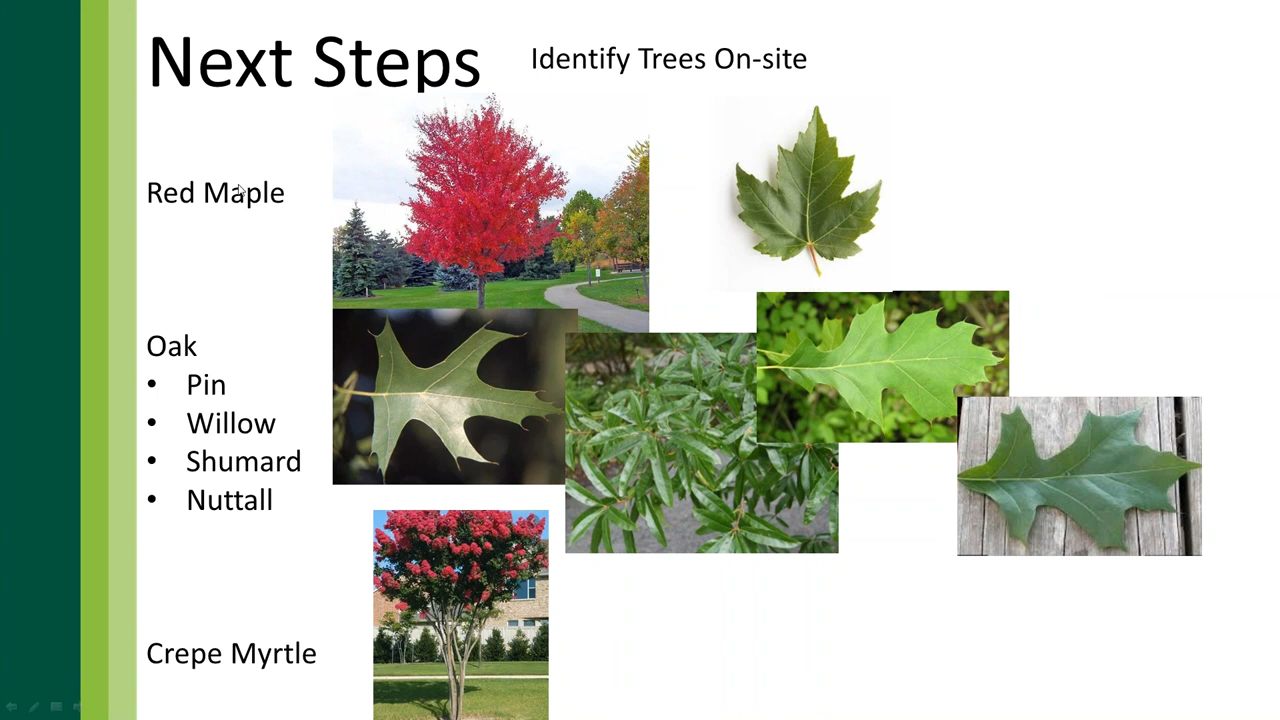 Next Steps
Identify Trees On-site
Red Maple
Oak
• Pin
• Willow
• Shumard
• Nuttall
Crepe Myrtle